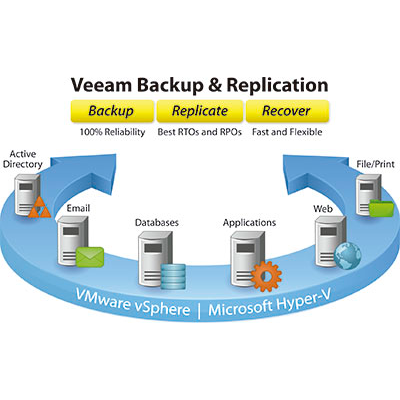 Veeam Backup & Replication
Backup Replicate Recover
100% Reliability Best RTOs and RPOs Fast and Flexible
Active
Directory
File/Print
Email
Web
Databases
Applications
VMware vSphere | Microsoft Hyper-V